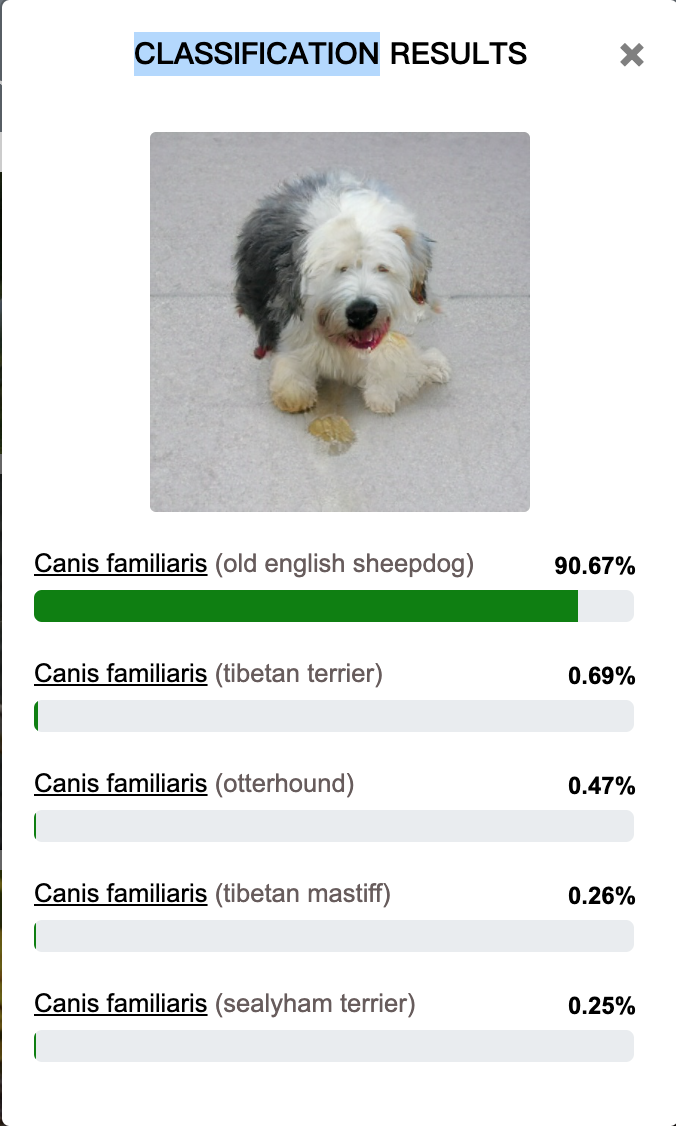 CLASSIFICATION RESULTS
Canis familiaris (old english sheepdog) 90.67%
Canis familiaris (tibetan terrier) 0.69%
Canis familiaris (otterhound) 0.47%
Canis familiaris (tibetan mastiff) 0.26%
Canis familiaris (sealyham terrier) 0.25%